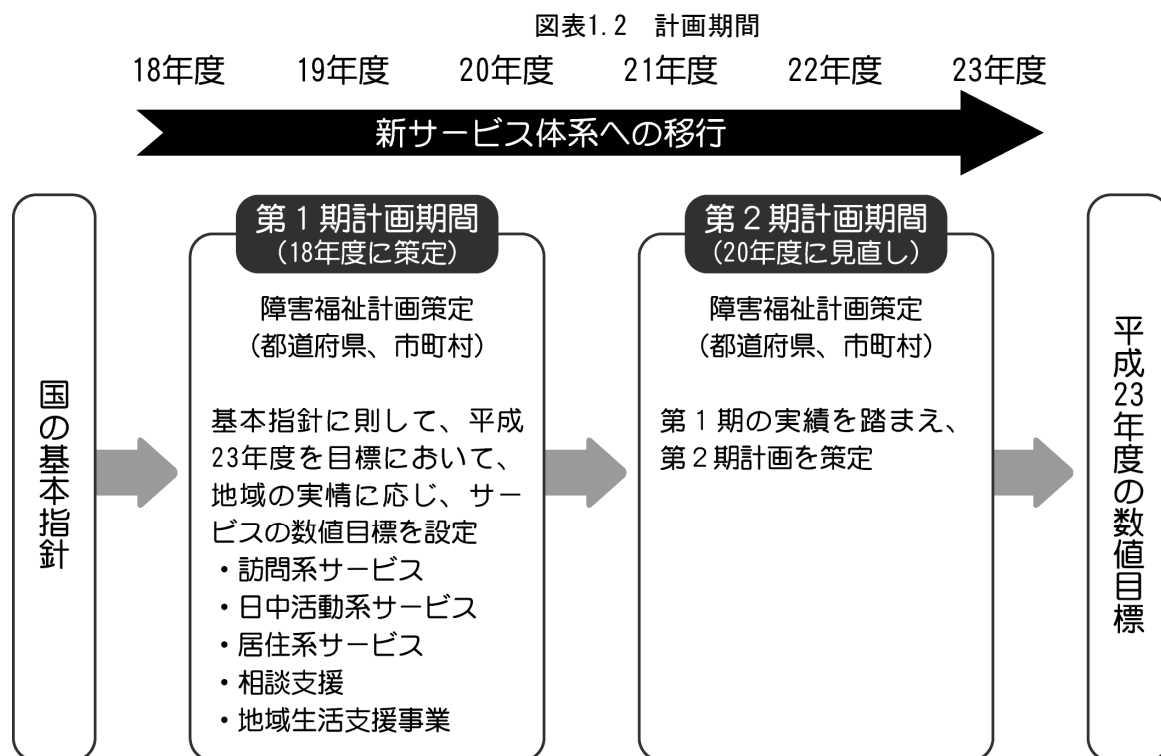 図表1.2　計画期間
18年度　19年度　20年度　21年度　22年度　23年度
新サービス体系への移行
国の基本指針
第１期計画期間
（18年度に策定）
障害福祉計画策定
（都道府県、市町村）
基本指針に則して、平成
23年度を目標において、
地域の実情に応じ、サー
ビスの数値目標を設定
・訪問系サービス
・日中活動系サービス
・居住系サービス
・相談支援
・地域生活支援事業
第２期計画期間
（20年度に見直し）
障害福祉計画策定
（都道府県、市町村）
第１期の実績を踏まえ、
第２期計画を策定
平成23年度の数値目標